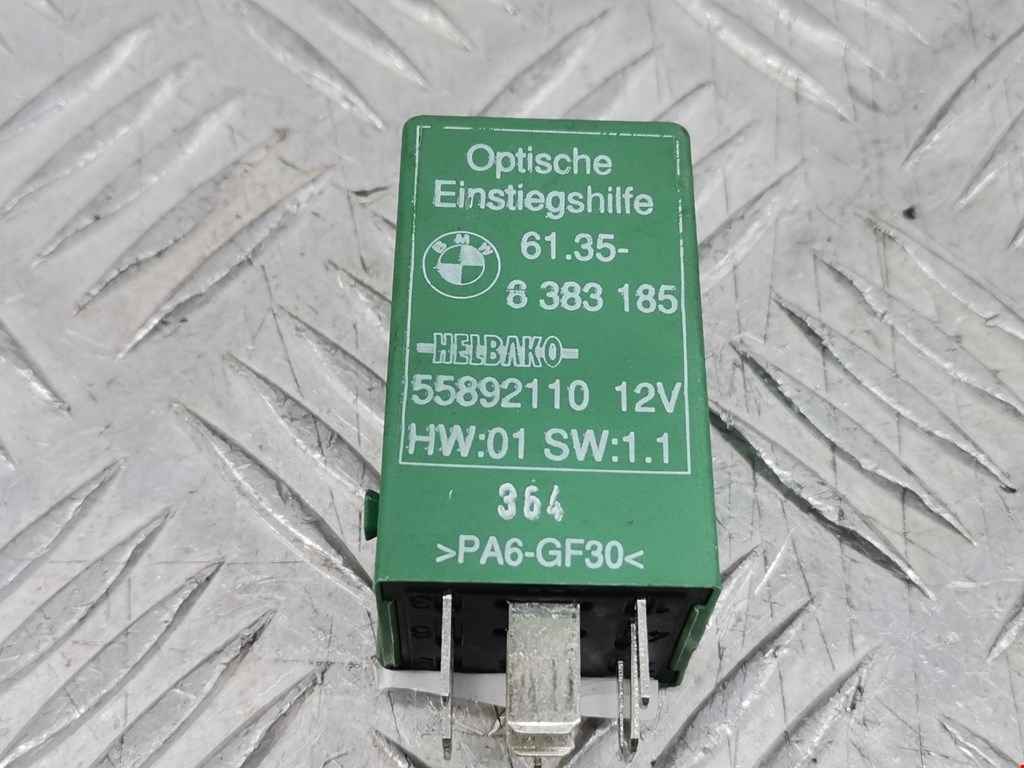 Optische
Einstiegshilfe
BMW 61.35-
8 383 185
HELBAKO
55892110 12V
HW:01 SW:1.1
364
>PA6-GF30<